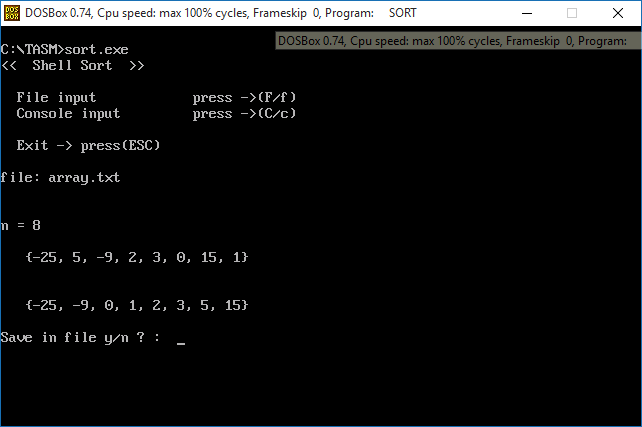 DOS
BOX
DOSBox 0.74, Cpu speed: max 100% cycles, Frameskip 0, Program: SORT
DOSBox 0.74, Cpu speed: max 100% cycles, Frameskip 0, Program:
C:\TASM>sort.exe
<< Shell Sort >>
File input press ->(F/f)
Console input press ->(C/c)
Exit -> press(ESC)
file: array.txt
n = 8
{-25, 5, -9, 2, 3, 0, 15, 1}
{-25, -9, 0, 1, 2, 3, 5, 15}
Save in file y/n ? : _